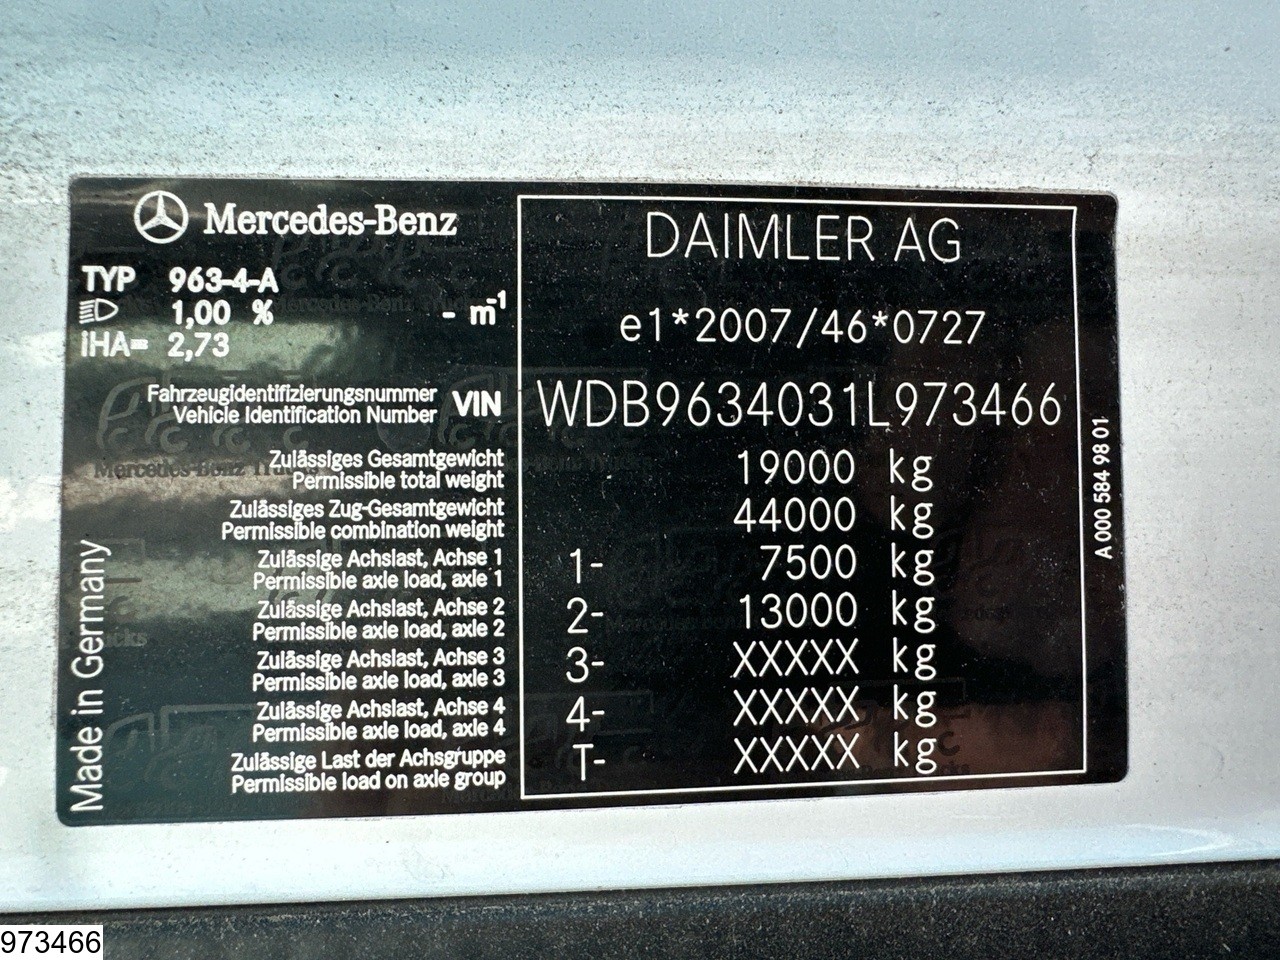 Mercedes-Benz
TYP 963-4-A
1,00 % - m-1
iHA= 2,73
DAIMLER AG
e1*2007/46*0727
Fahrzeugidentifizierungsnummer
Vehicle Identification Number
VIN WDB9634031L973466
Zulässiges Gesamtgewicht
Permissible total weight
19000 kg
Zulässiges Zug-Gesamtgewicht
Permissible combination weight
44000 kg
Zulässige Achslast, Achse 1
Permissible axle load, axle 1
1- 7500 kg
Zulässige Achslast, Achse 2
Permissible axle load, axle 2
2- 13000 kg
Zulässige Achslast, Achse 3
Permissible axle load, axle 3
3- XXXXX kg
Zulässige Achslast, Achse 4
Permissible axle load, axle 4
4- XXXXX kg
Zulässige Last der Achsgruppe
Permissible load on axle group
T- XXXXX kg
Made in Germany
A 000 584 98 01
973466